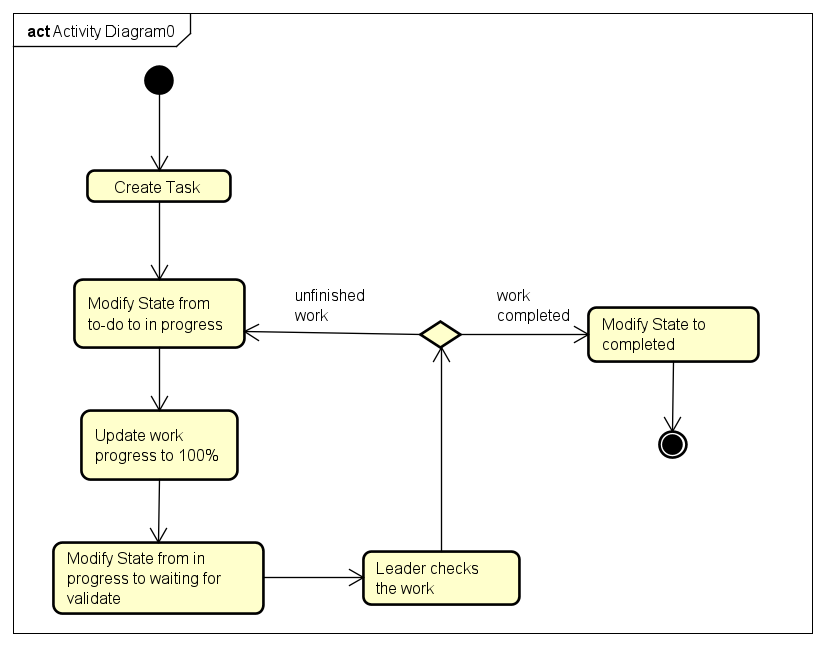 act Activity Diagram0
Create Task
Modify State from
to-do to in progress
unfinished
work
work
completed
Modify State to
completed
Update work
progress to 100%
Modify State from in
progress to waiting for
validate
Leader checks
the work